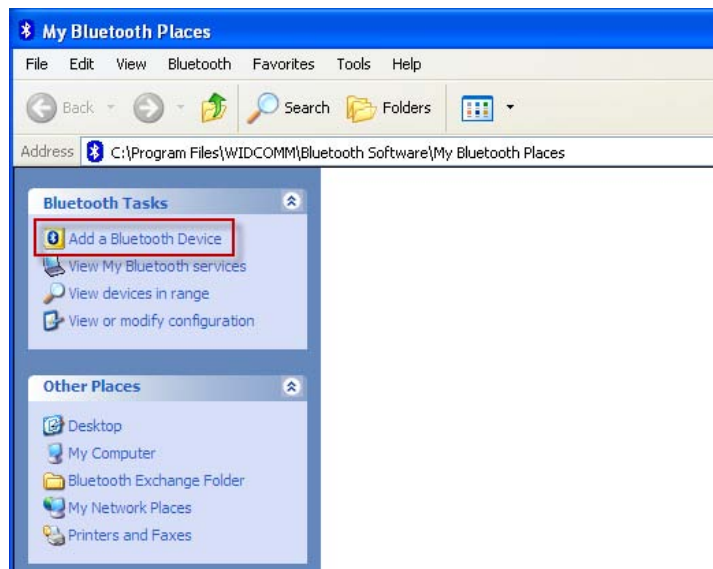 My Bluetooth Places
File Edit View Bluetooth Favorites Tools Help
Back Search Folders
Address C:\Program Files\WIDCOMM\Bluetooth Software\My Bluetooth Places
Bluetooth Tasks
Add a Bluetooth Device
View My Bluetooth services
View devices in range
View or modify configuration
Other Places
Desktop
My Computer
Bluetooth Exchange Folder
My Network Places
Printers and Faxes